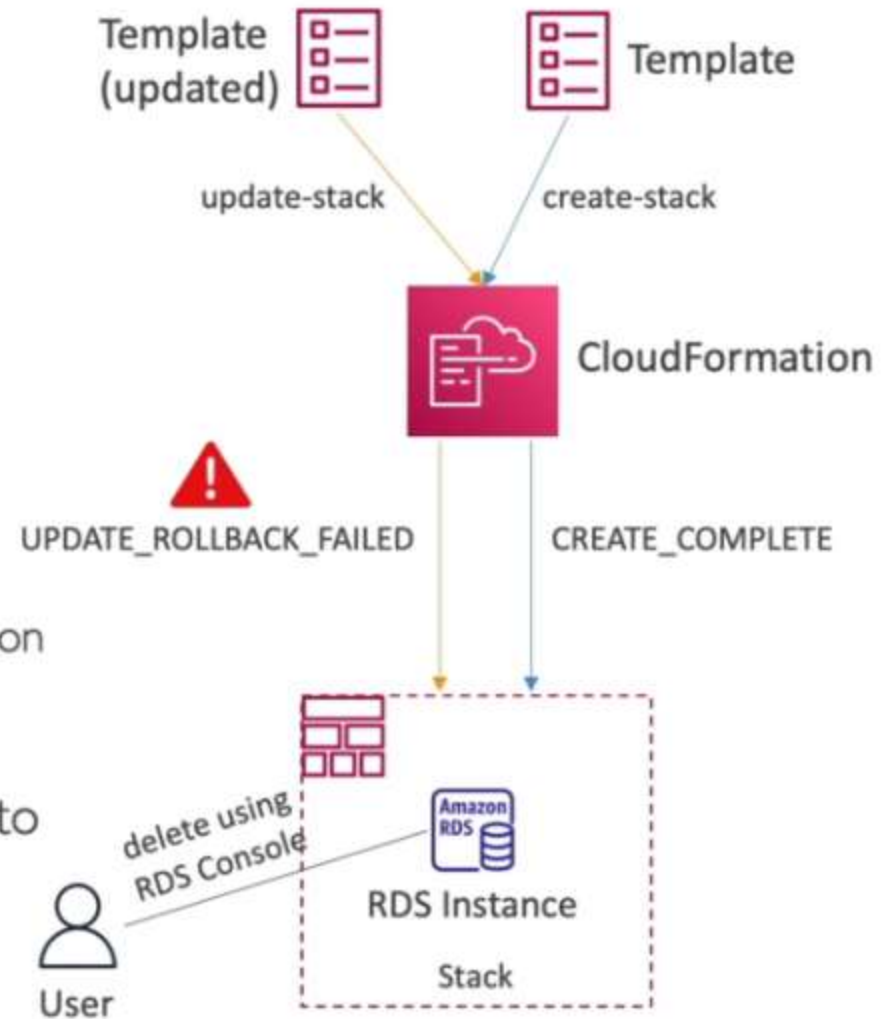 Template
(updated)
Template
update-stack
create-stack
CloudFormation
UPDATE_ROLLBACK_FAILED
CREATE_COMPLETE
on
to
delete using
RDS Console
Amazon
RDS
RDS Instance
Stack
User